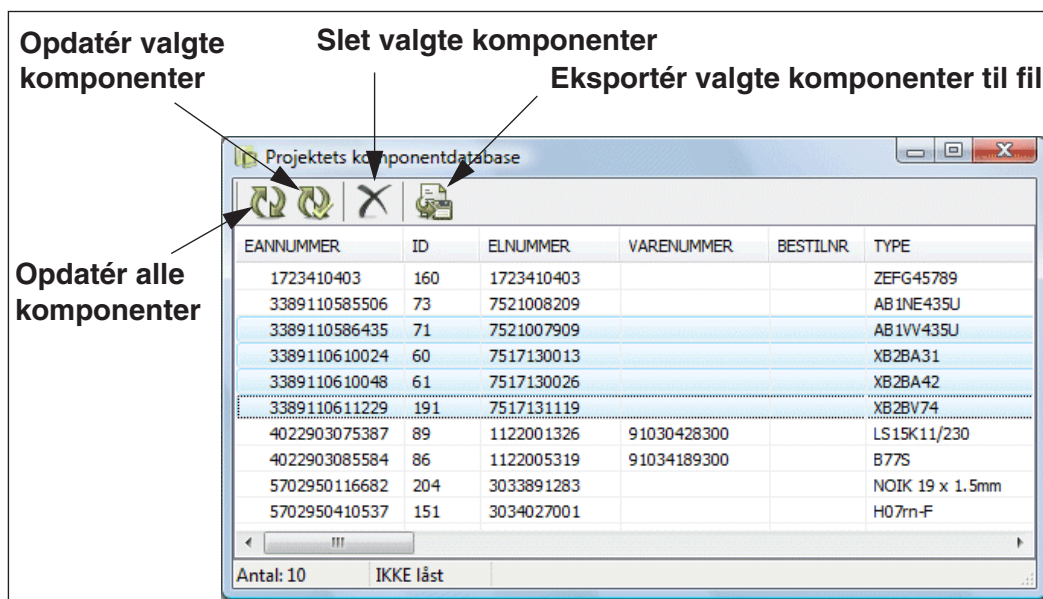 Opdatér valgte
komponenter
Slet valgte komponenter
Eksportér valgte komponenter til fil
Opdatér alle
komponenter
Projektets komponentdatabase
EANNUMMER ID ELNUMMER VARENUMMER BESTILNR TYPE
1723410403 160 1723410403 ZEFG45789
3389110585506 73 7521008209 AB1NE435U
3389110586435 71 7521007909 AB1VV435U
3389110610024 60 7517130013 XB2BA31
3389110610048 61 7517130026 XB2BA42
3389110611229 191 7517131119 XB2BV74
4022903075387 89 1122001326 91030428300 LS15K11/230
4022903085584 86 1122005319 91034189300 B77S
5702950116682 204 3033891283 NOIK 19 x 1.5mm
5702950410537 151 3034027001 H07rn-F
Antal: 10 IKKE låst